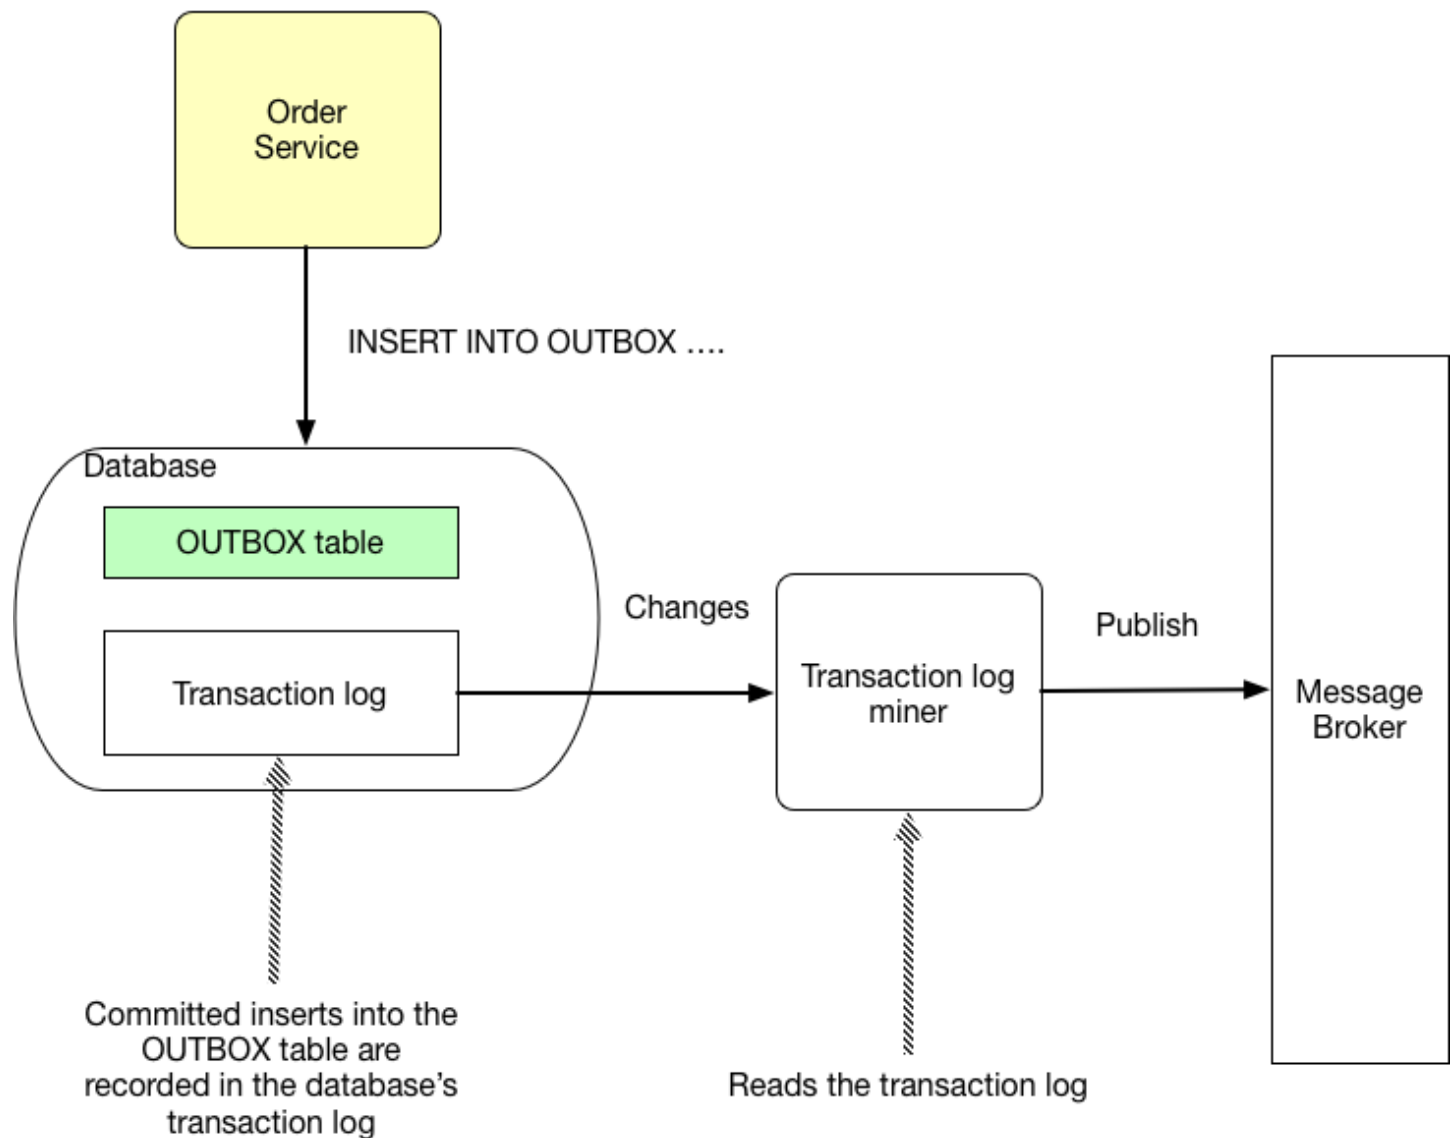 Order
Service
INSERT INTO OUTBOX ....
Database
OUTBOX table
Transaction log
Changes
Transaction log
miner
Publish
Message
Broker
Committed inserts into the
OUTBOX table are
recorded in the database’s
transaction log
Reads the transaction log